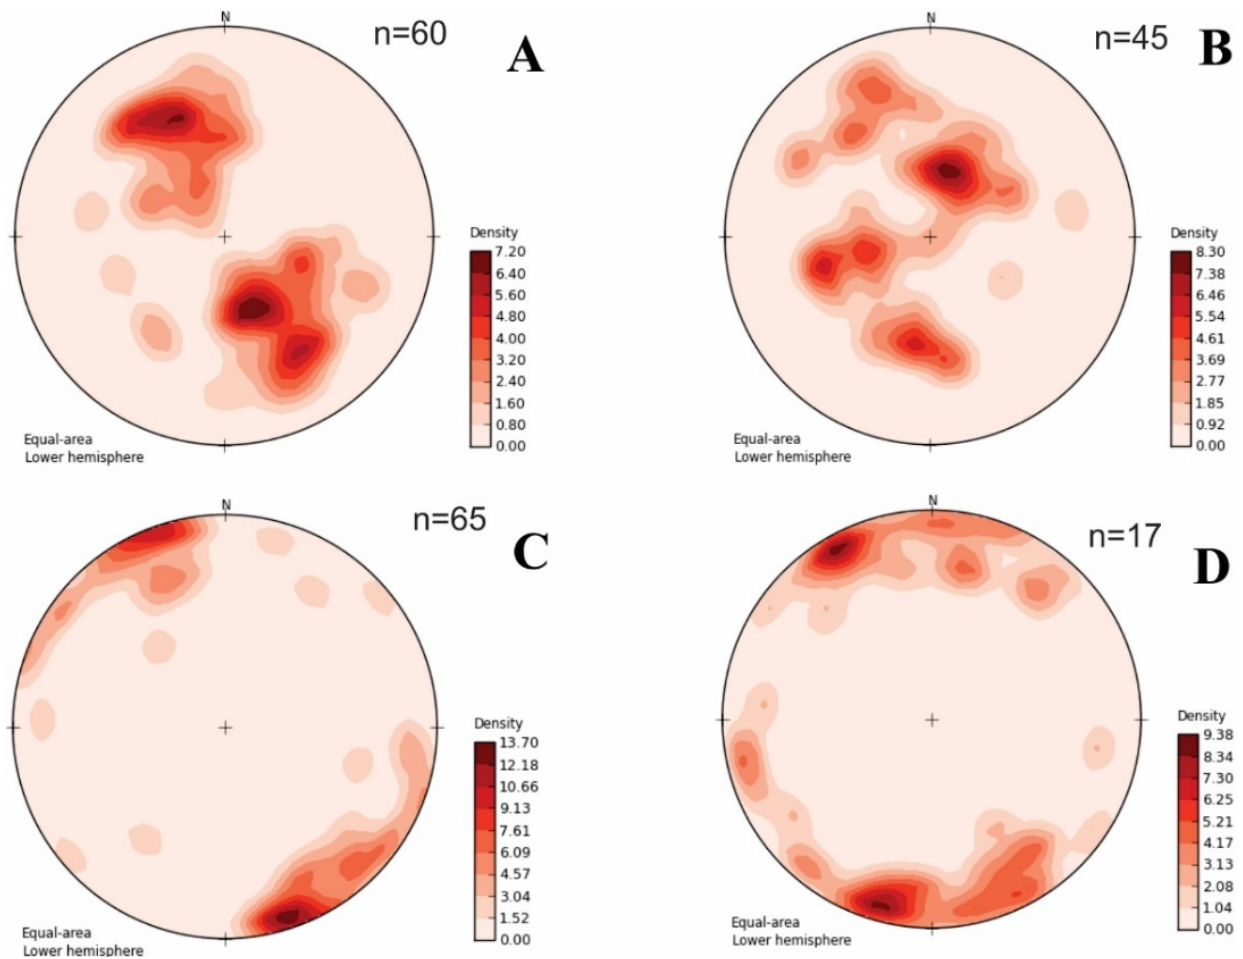 N
n=60
A
Density
7.20
6.40
5.60
4.80
4.00
3.20
2.40
1.60
0.80
0.00
Equal-area
Lower hemisphere
N
n=45
B
Density
8.30
7.38
6.46
5.54
4.61
3.69
2.77
1.85
0.92
0.00
Equal-area
Lower hemisphere
N
n=65
C
Density
13.70
12.18
10.66
9.13
7.61
6.09
4.57
3.04
1.52
0.00
Equal-area
Lower hemisphere
N
n=17
D
Density
9.38
8.34
7.30
6.25
5.21
4.17
3.13
2.08
1.04
0.00
Equal-area
Lower hemisphere